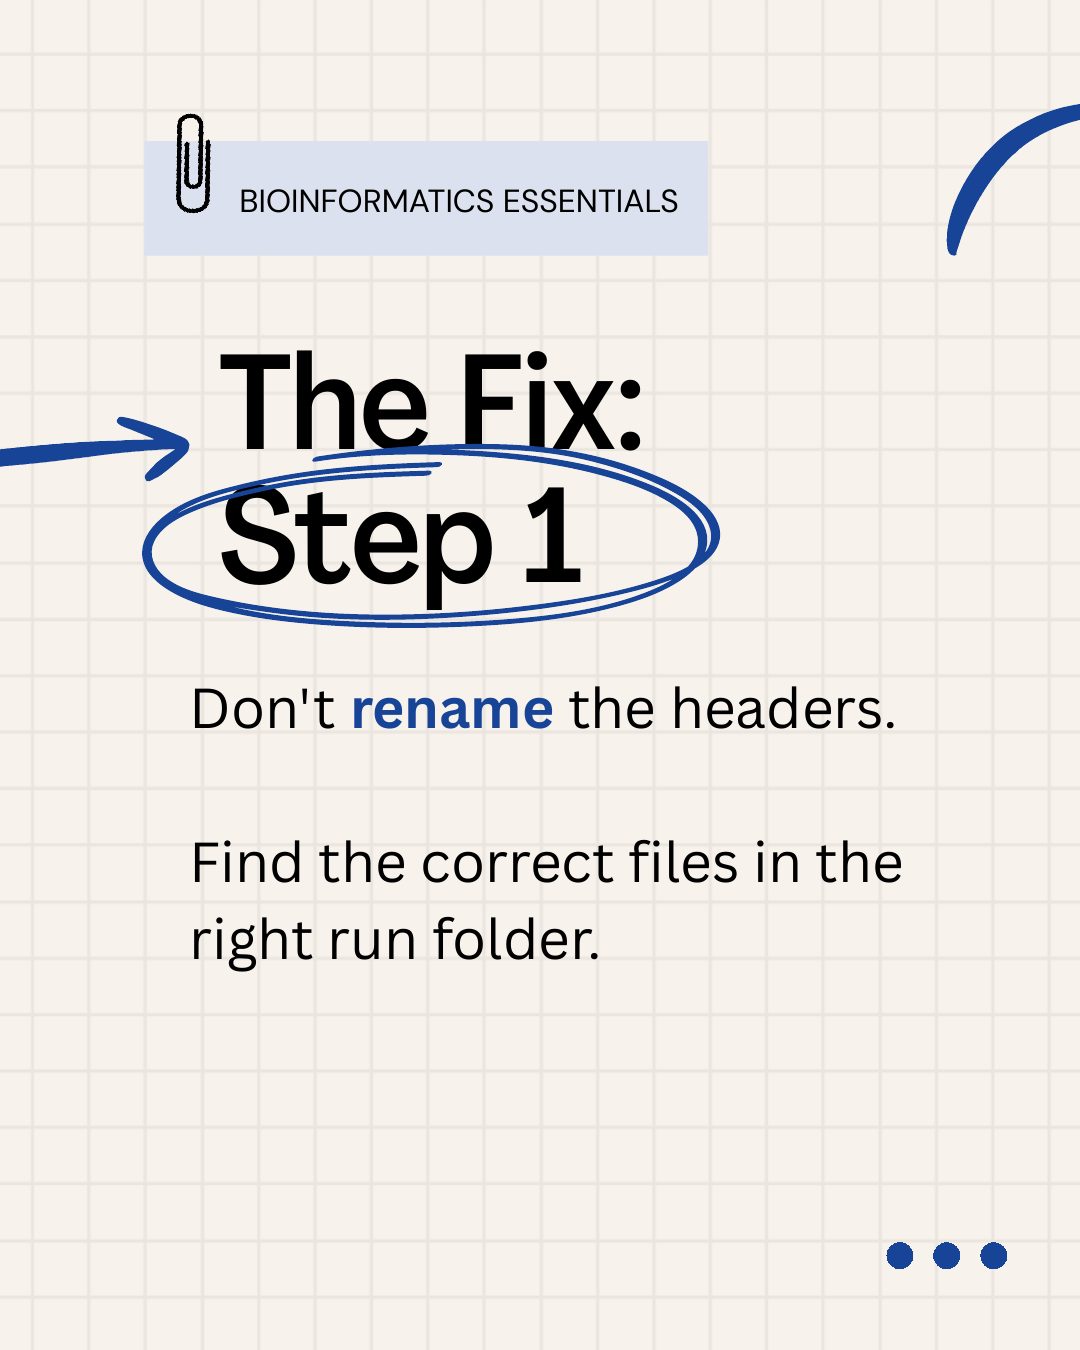 BIOINFORMATICS ESSENTIALS
The Fix:
Step 1
Don't rename the headers.
Find the correct files in the
right run folder.